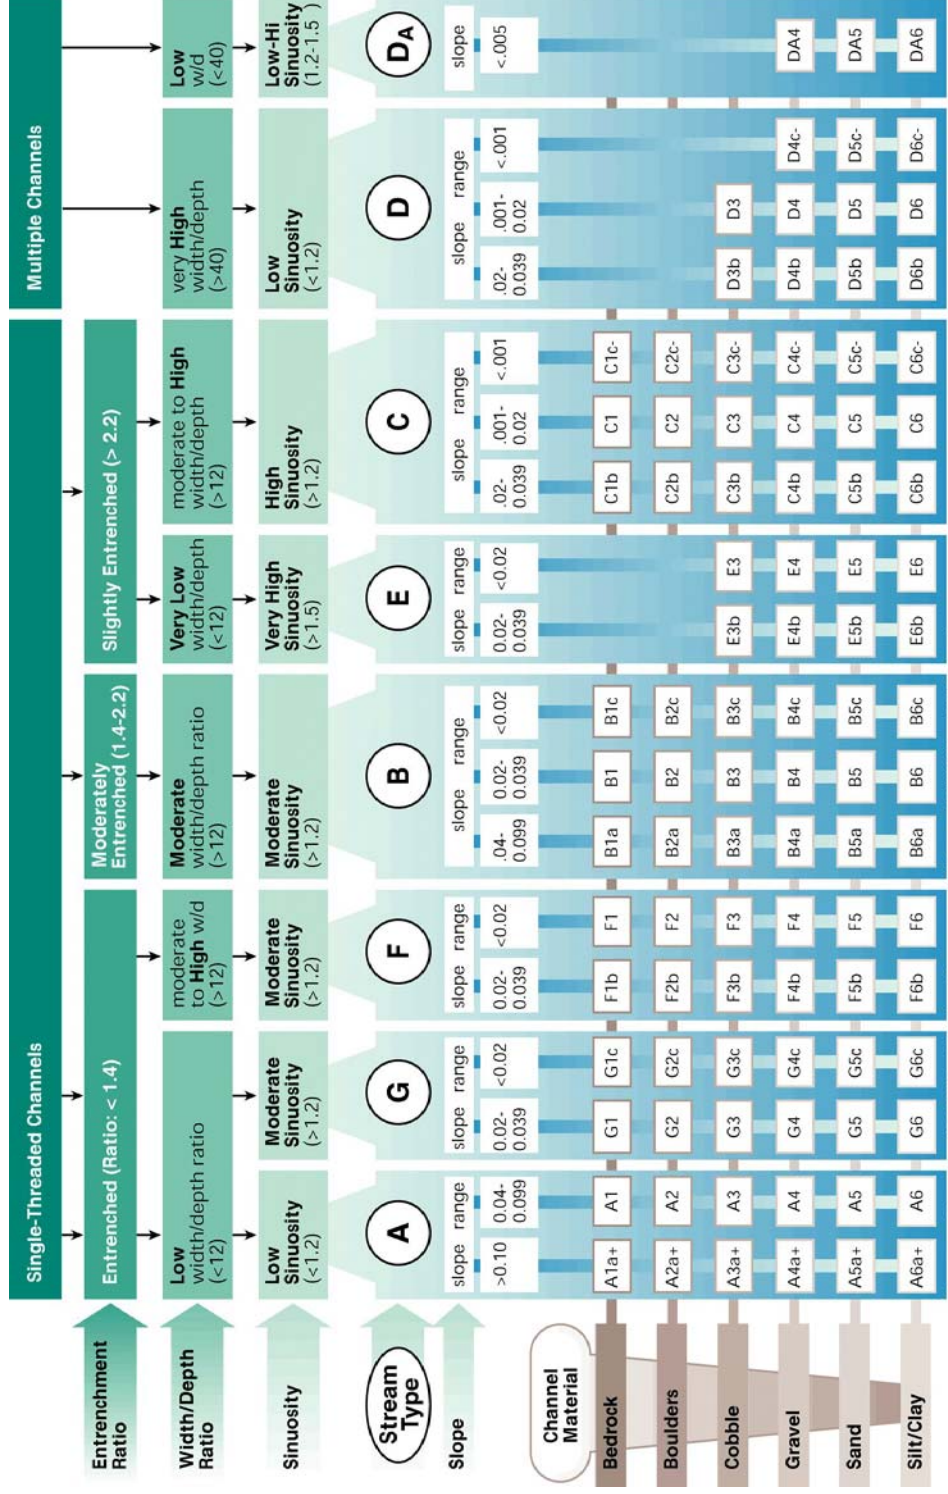 Single-Threaded Channels
Multiple Channels
Entrenchment
Ratio
Entrenched (Ratio: < 1.4)
Moderately
Entrenched (1.4-2.2)
Slightly Entrenched (> 2.2)
Width/Depth
Ratio
Low
width/depth ratio
(<12)
moderate
to High w/d
(>12)
Moderate
width/depth ratio
(>12)
Very Low
width/depth
(<12)
moderate to High
width/depth
(>12)
very High
width/depth
(>40)
Low
w/d
(<40)
Sinuosity
Low
Sinuosity
(<1.2)
Moderate
Sinuosity
(>1.2)
Moderate
Sinuosity
(>1.2)
Moderate
Sinuosity
(>1.2)
Very High
Sinuosity
(>1.5)
High
Sinuosity
(>1.2)
Low
Sinuosity
(<1.2)
Low-Hi
Sinuosity
(1.2-1.5 )
Stream
Type
A G F B E C D DA
Slope
slope range slope range slope range slope range slope range slope range slope range slope
>0.10
0.04-
0.099
0.02-
0.039
<0.02
0.02-
0.039
<0.02
.04-
0.099
0.02-
0.039
<0.02
0.02-
0.039
<0.02
.02-
0.039
.001-
0.02
<.001
.02-
0.039
.001-
0.02
<.001
<.005
Channel
Material
Bedrock A1a+ A1 G1 G1c F1b F1 B1a B1 B1c C1b C1 C1c-
Boulders A2a+ A2 G2 G2c F2b F2 B2a B2 B2c C2b C2 C2c-
Cobble A3a+ A3 G3 G3c F3b F3 B3a B3 B3c E3b E3 C3b C3 C3c- D3b D3
Gravel A4a+ A4 G4 G4c F4b F4 B4a B4 B4c E4b E4 C4b C4 C4c- D4b D4 D4c- DA4
Sand A5a+ A5 G5 G5c F5b F5 B5a B5 B5c E5b E5 C5b C5 C5c- D5b D5 D5c- DA5
Silt/Clay A6a+ A6 G6 G6c F6b F6 B6a B6 B6c E6b E6 C6b C6 C6c- D6b D6 D6c- DA6